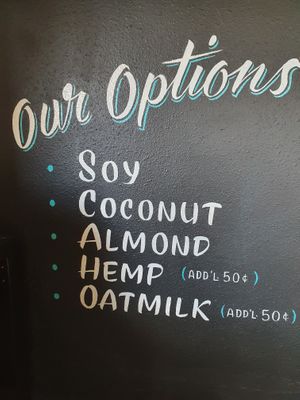 Our Options
• Soy
• Coconut
• Almond
• Hemp (ADD'L 50¢)
• Oatmilk (ADD'L 50¢)